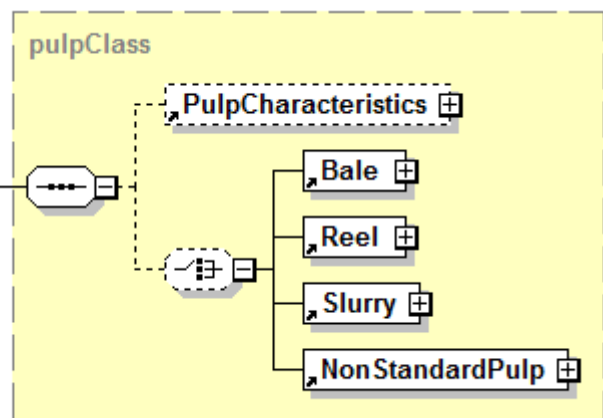 pulpClass
PulpCharacteristics
Bale
Reel
Slurry
NonStandardPulp